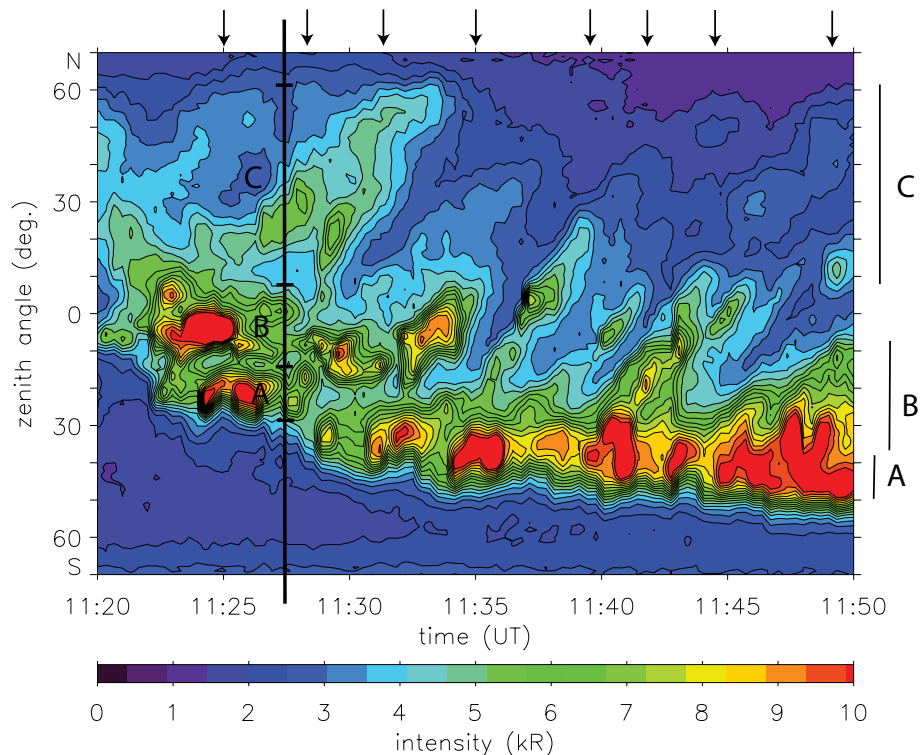 N
60
30
0
30
60
S
zenith angle (deg.)
C
B
A
C
B
A
11:20 11:25 11:30 11:35 11:40 11:45 11:50
time (UT)
0 1 2 3 4 5 6 7 8 9 10
intensity (kR)